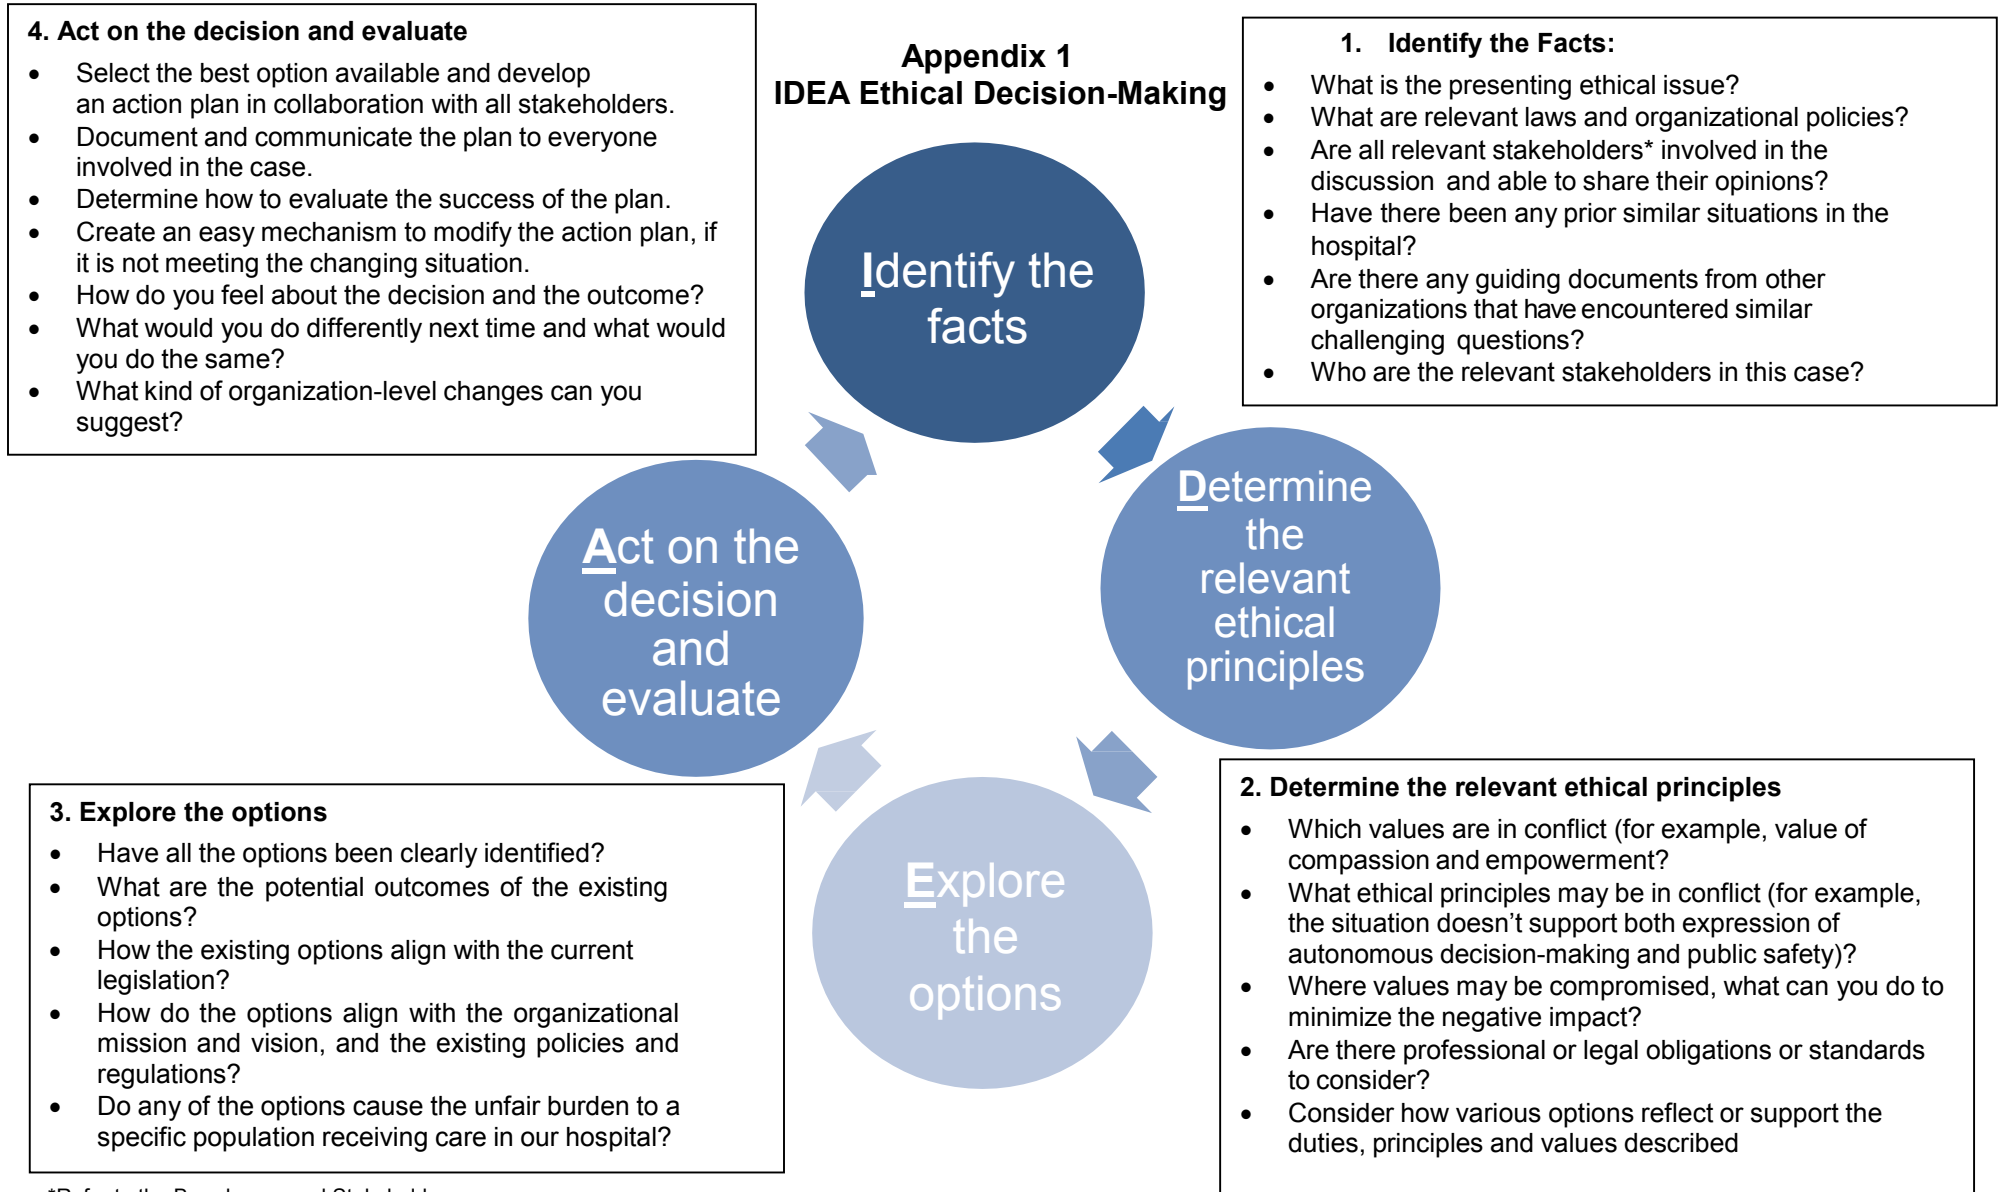 Appendix 1
IDEA Ethical Decision-Making
4. Act on the decision and evaluate
• Select the best option available and develop
an action plan in collaboration with all stakeholders.
• Document and communicate the plan to everyone
involved in the case.
• Determine how to evaluate the success of the plan.
• Create an easy mechanism to modify the action plan, if
it is not meeting the changing situation.
• How do you feel about the decision and the outcome?
• What would you do differently next time and what would
you do the same?
• What kind of organization-level changes can you
suggest?
1. Identify the Facts:
• What is the presenting ethical issue?
• What are relevant laws and organizational policies?
• Are all relevant stakeholders* involved in the
discussion and able to share their opinions?
• Have there been any prior similar situations in the
hospital?
• Are there any guiding documents from other
organizations that have encountered similar
challenging questions?
• Who are the relevant stakeholders in this case?
Identify the
facts
Determine
the
relevant
ethical
principles
Act on the
decision
and
evaluate
Explore
the
options
3. Explore the options
• Have all the options been clearly identified?
• What are the potential outcomes of the existing
options?
• How the existing options align with the current
legislation?
• How do the options align with the organizational
mission and vision, and the existing policies and
regulations?
• Do any of the options cause the unfair burden to a
specific population receiving care in our hospital?
2. Determine the relevant ethical principles
• Which values are in conflict (for example, value of
compassion and empowerment?
• What ethical principles may be in conflict (for example,
the situation doesn’t support both expression of
autonomous decision-making and public safety)?
• Where values may be compromised, what can you do to
minimize the negative impact?
• Are there professional or legal obligations or standards
to consider?
• Consider how various options reflect or support the
duties, principles and values described